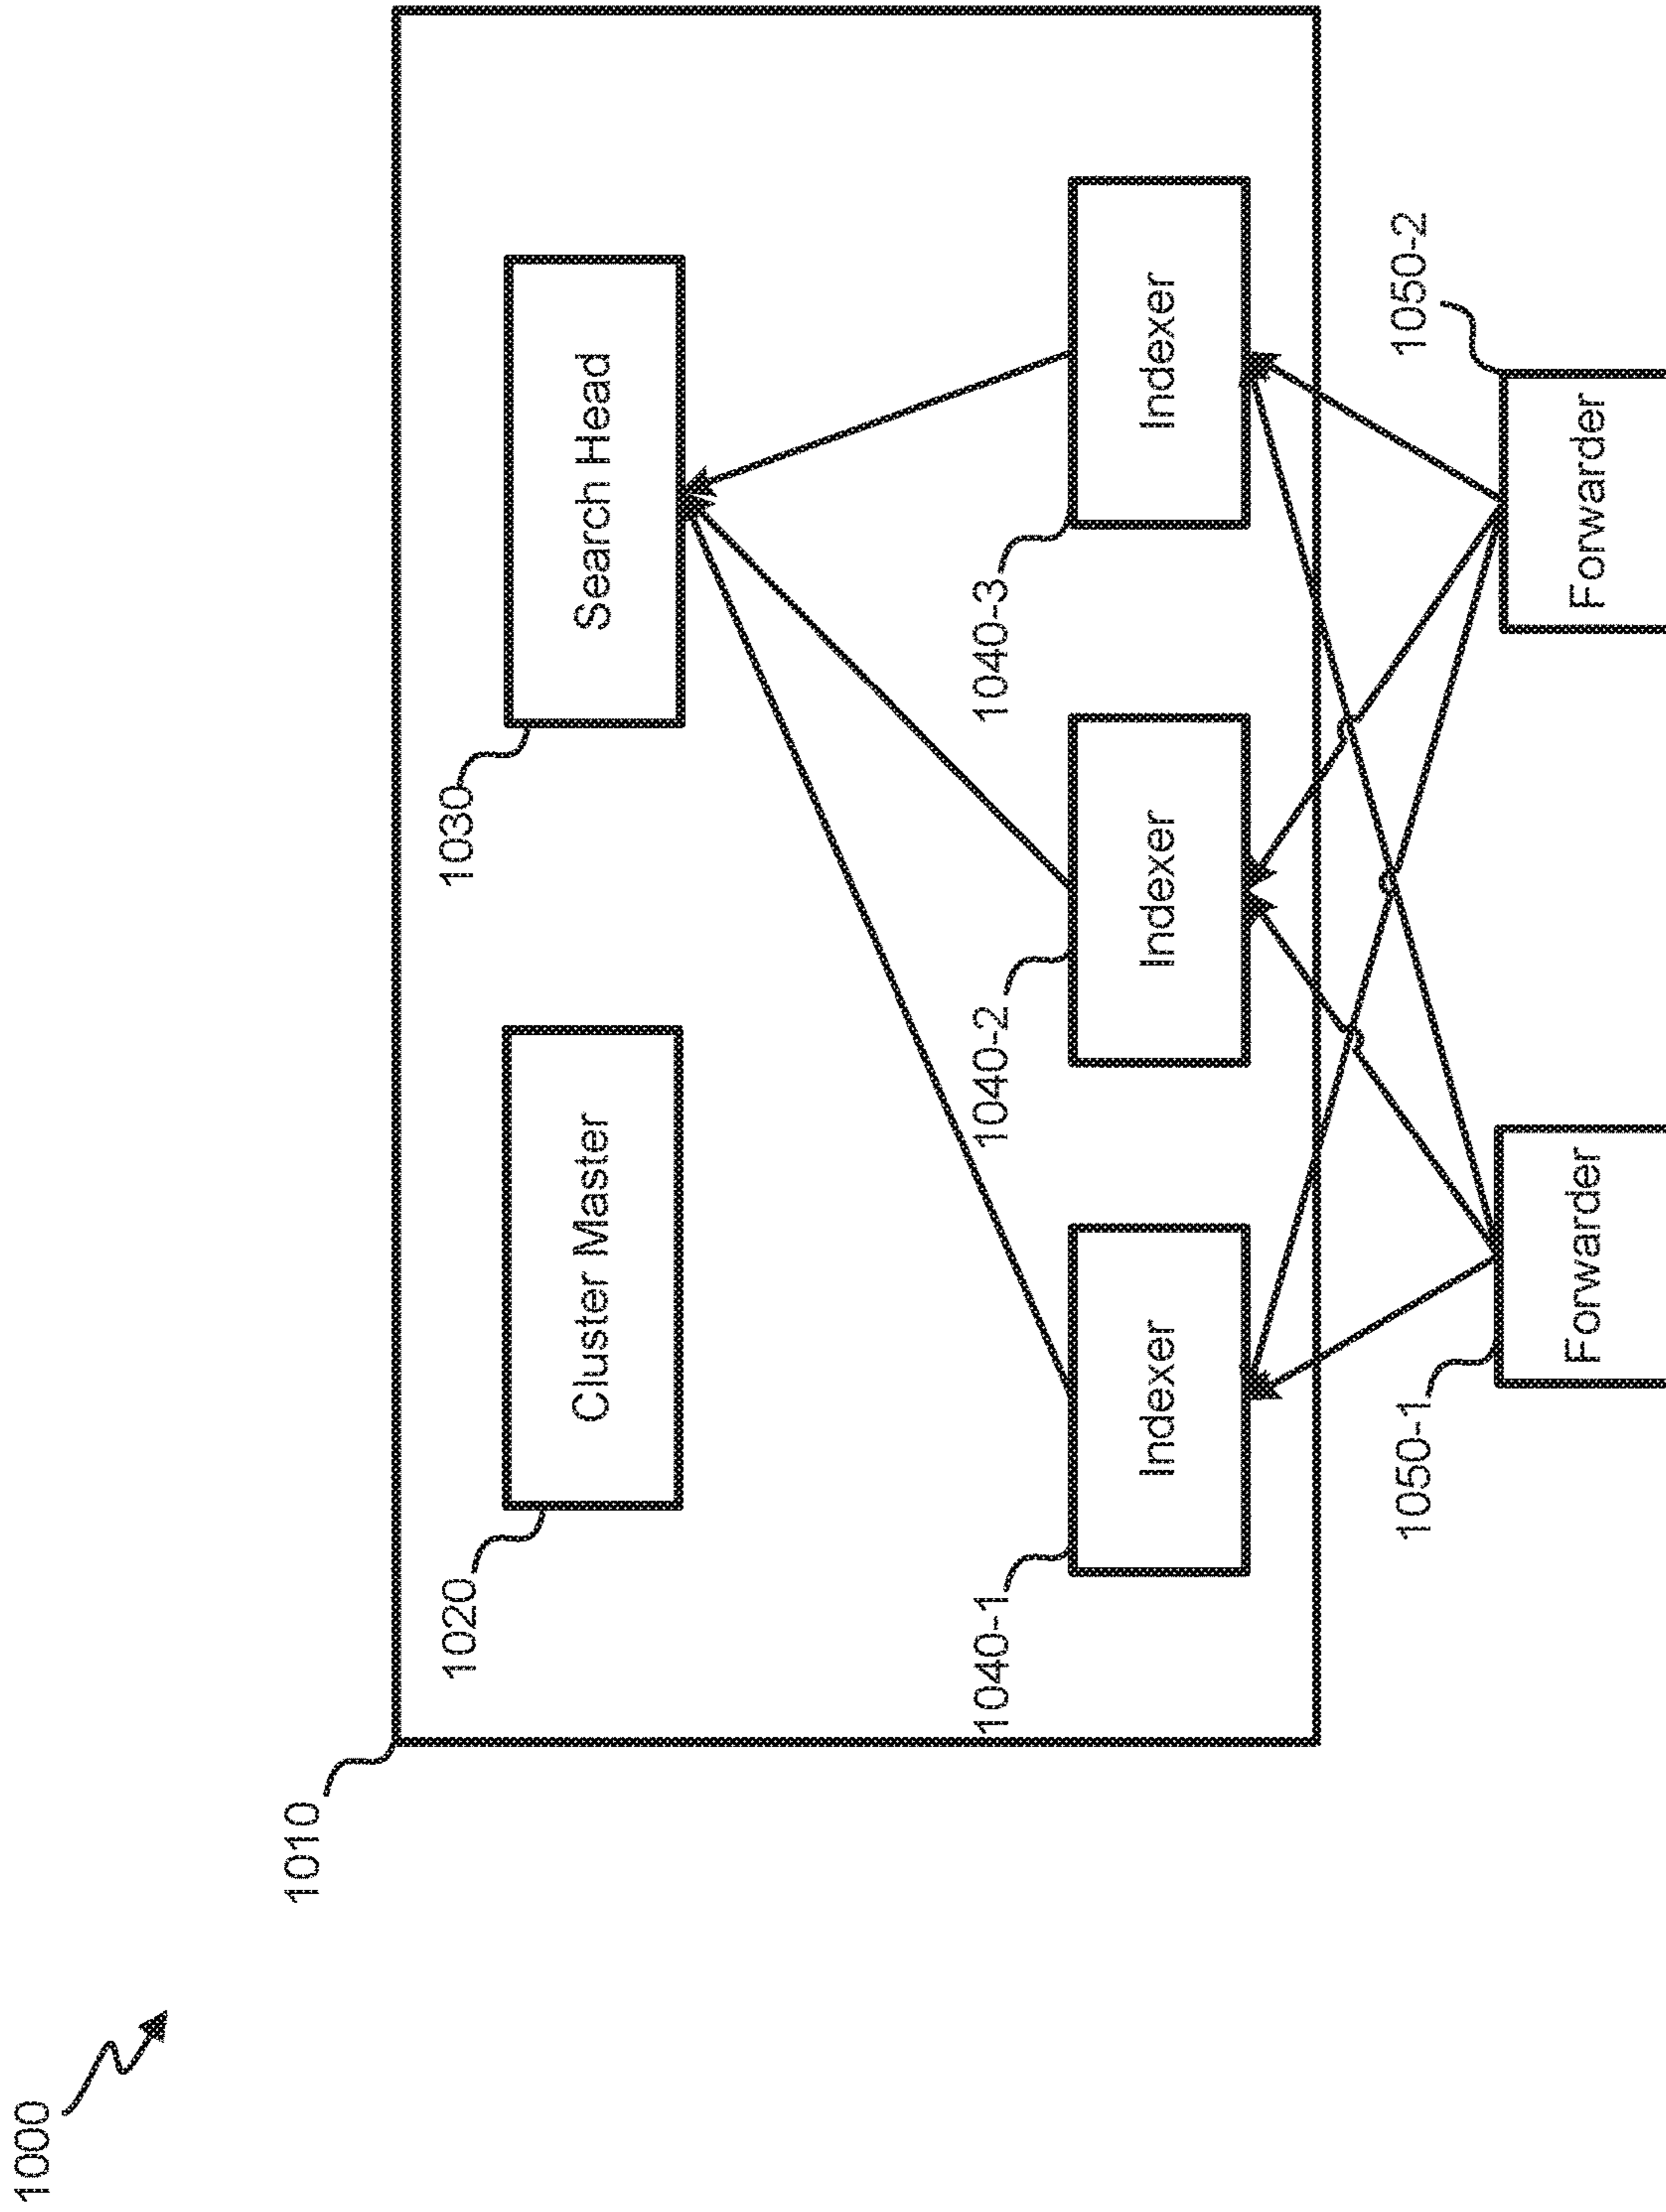 1000
1010
1020
Cluster Master
1030
Search Head
1040-1
Indexer
1040-2
Indexer
1040-3
Indexer
1050-1
Forwarder
1050-2
Forwarder